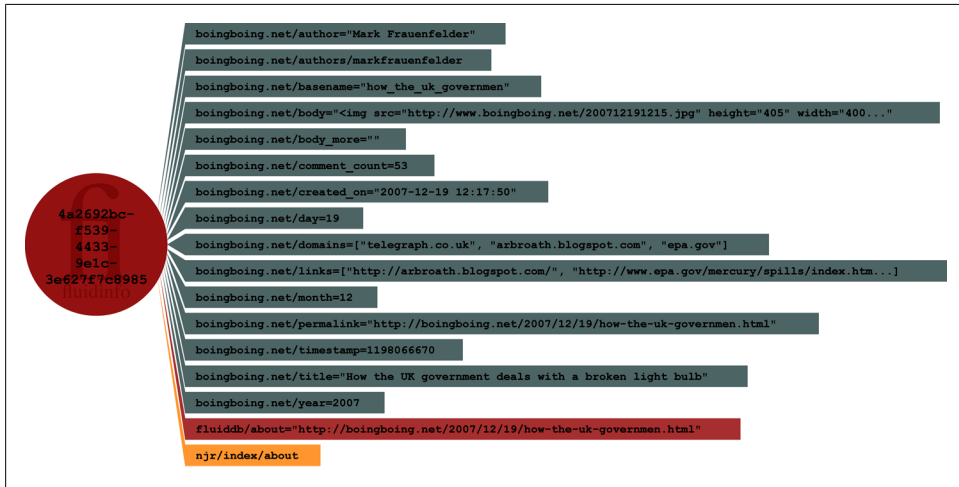 boingboing.net/author="Mark Frauenfelder"
boingboing.net/authors/markfrauenfelder
boingboing.net/basename="how_the_uk_governmen"
boingboing.net/body="<img src="http://www.boingboing.net/200712191215.jpg" height="405" width="400..."
boingboing.net/body_more=""
boingboing.net/comment_count=53
boingboing.net/created_on="2007-12-19 12:17:50"
boingboing.net/day=19
boingboing.net/domains=["telegraph.co.uk", "arbroath.blogspot.com", "epa.gov"]
boingboing.net/links=["http://arbroath.blogspot.com/", "http://www.epa.gov/mercury/spills/index.htm...]
boingboing.net/month=12
boingboing.net/permalink="http://boingboing.net/2007/12/19/how-the-uk-governmen.html"
boingboing.net/timestamp=1198066670
boingboing.net/title="How the UK government deals with a broken light bulb"
boingboing.net/year=2007
fluiddb/about="http://boingboing.net/2007/12/19/how-the-uk-governmen.html"
njr/index/about
fi
4a2692bc-
f539-
4433-
9e1c-
3e627f7c8985
fluidinfo